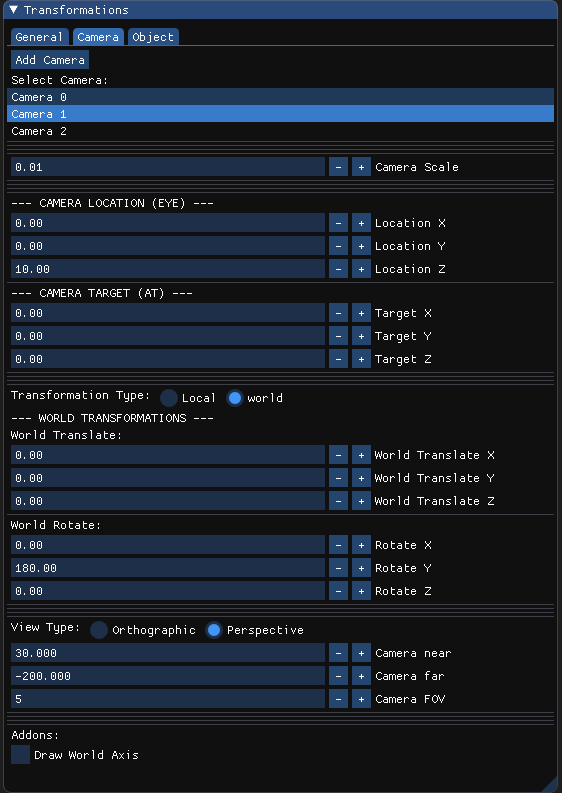 Transformations
General Camera Object
Add Camera
Select Camera:
Camera 0
Camera 1
Camera 2
0.01 - + Camera Scale
--- CAMERA LOCATION (EYE) ---
0.00 - + Location X
0.00 - + Location Y
10.00 - + Location Z
--- CAMERA TARGET (AT) ---
0.00 - + Target X
0.00 - + Target Y
0.00 - + Target Z
Transformation Type: Local world
--- WORLD TRANSFORMATIONS ---
World Translate:
0.00 - + World Translate X
0.00 - + World Translate Y
0.00 - + World Translate Z
World Rotate:
0.00 - + Rotate X
180.00 - + Rotate Y
0.00 - + Rotate Z
View Type: Orthographic Perspective
30.000 - + Camera near
-200.000 - + Camera far
5 - + Camera FOV
Addons:
Draw World Axis